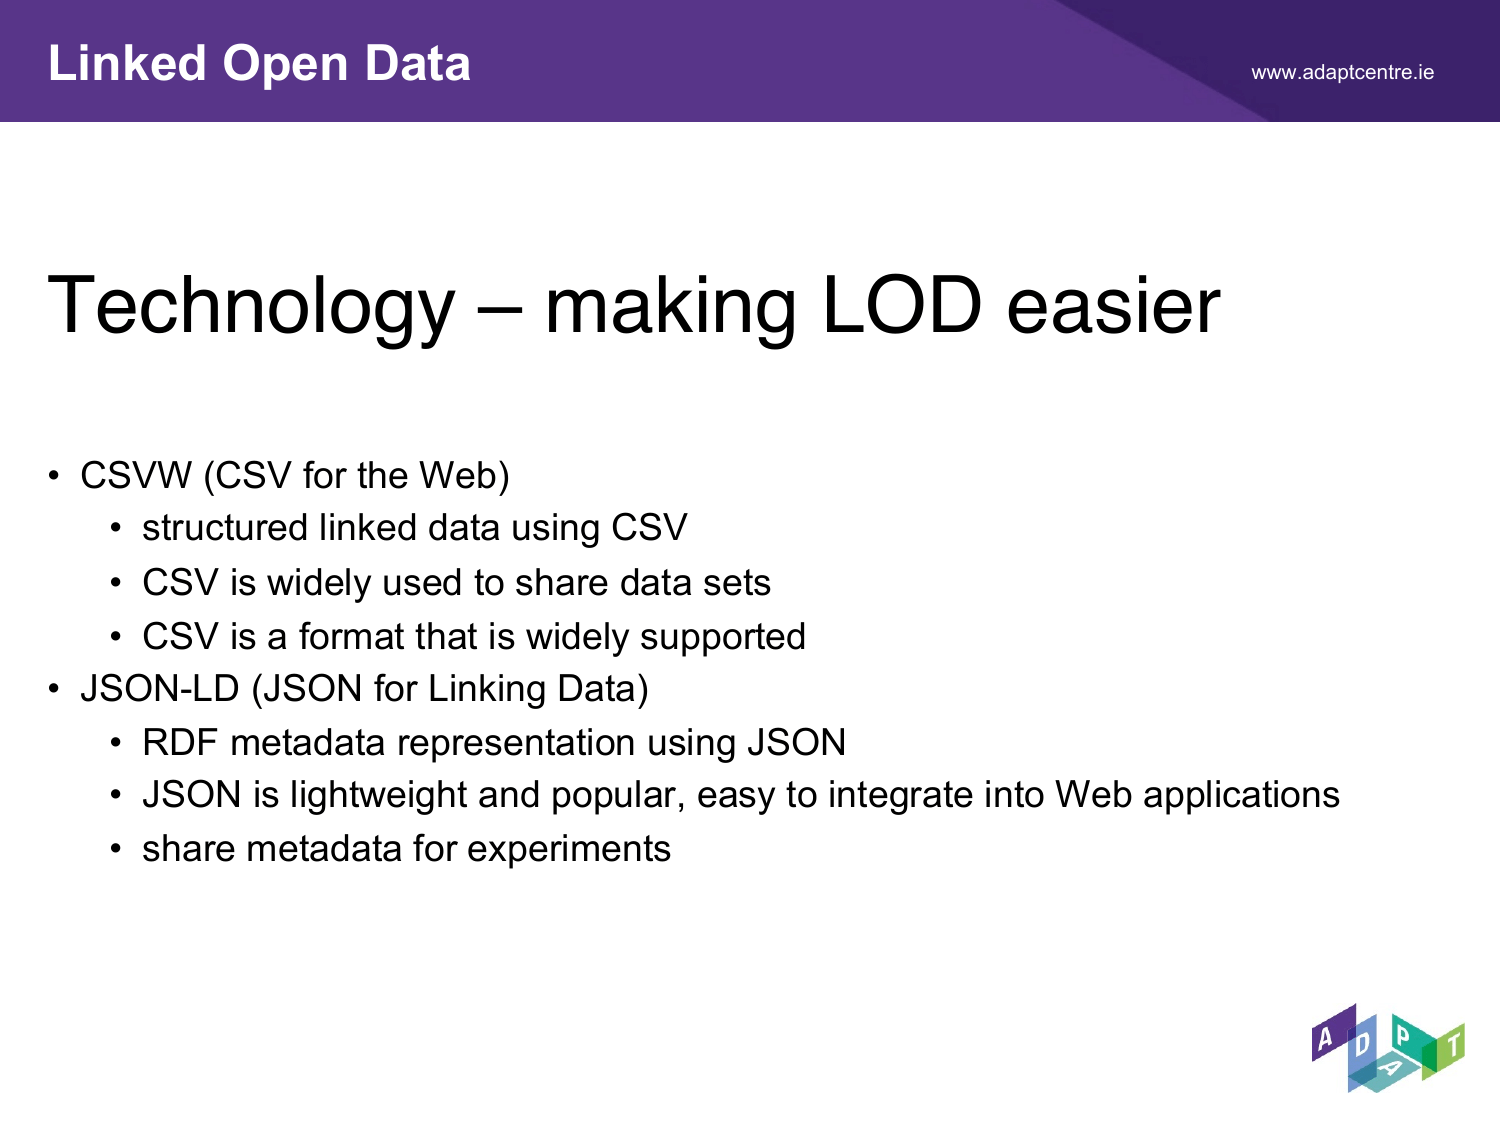 Linked Open Data
www.adaptcentre.ie
Technology – making LOD easier
• CSVW (CSV for the Web)
• structured linked data using CSV
• CSV is widely used to share data sets
• CSV is a format that is widely supported
• JSON-LD (JSON for Linking Data)
• RDF metadata representation using JSON
• JSON is lightweight and popular, easy to integrate into Web applications
• share metadata for experiments
ADAPT